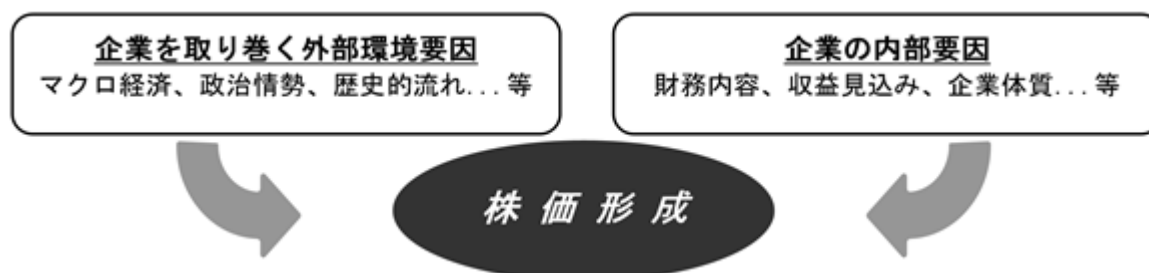 企業を取り巻く外部環境要因
マクロ経済、政治情勢、歴史的流れ...等
企業の内部要因
財務内容、収益見込み、企業体質...等
株価形成